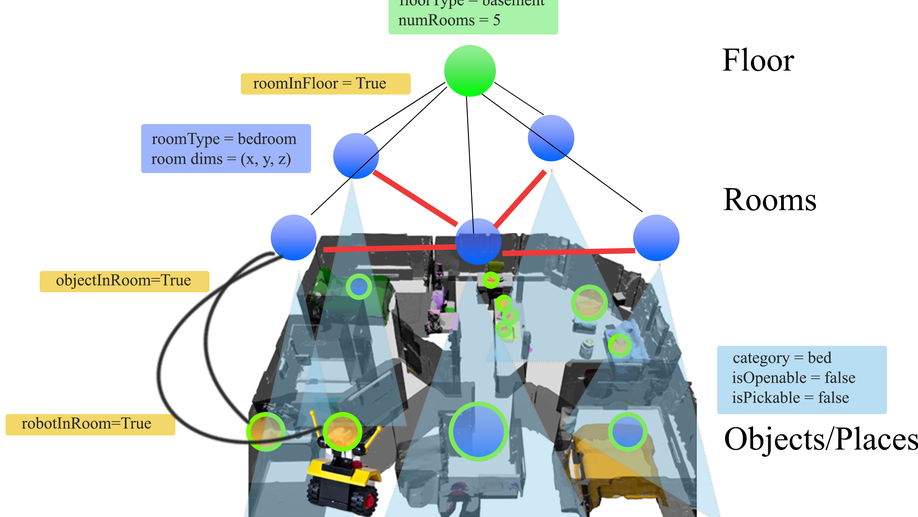 floorType = basement
numRooms = 5
Floor
roomInFloor = True
roomType = bedroom
room dims = (x, y, z)
Rooms
objectInRoom=True
category = bed
isOpenable = false
isPickable = false
robotInRoom=True
Objects/Places